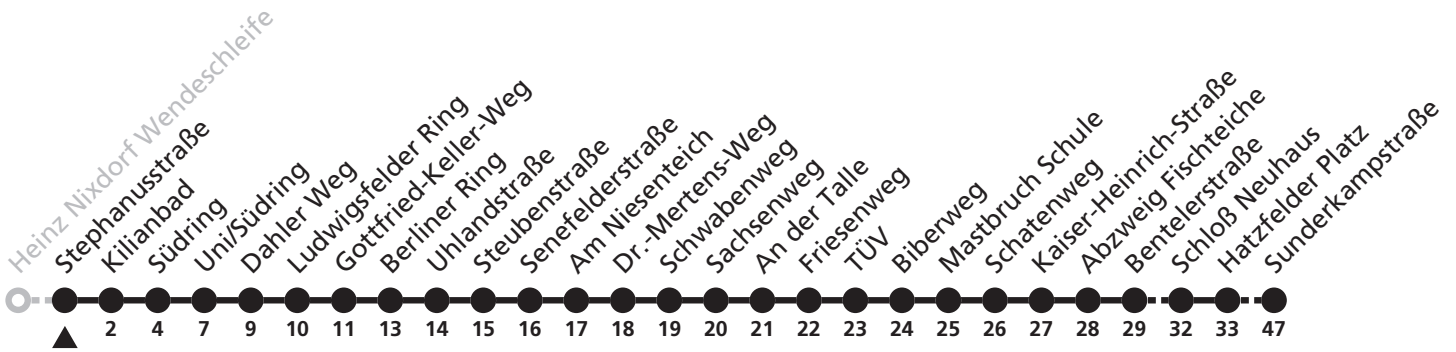 Heinz Nixdorf Wendeschleife
Stephanusstraße
Kilianbad
Südring
Uni/Südring
Dahler Weg
Ludwigsfelder Ring
Gottfried-Keller-Weg
Berliner Ring
Uhlandstraße
Steubenstraße
Senefelderstraße
Am Niesenteich
Dr.-Mertens-Weg
Schwabenweg
Sachsenweg
An der Talle
Friesenweg
TÜV
Biberweg
Mastbruch Schule
Schatenweg
Kaiser-Heinrich-Straße
Abzweig Fischteiche
Bentelerstraße
Schloß Neuhaus
Hatzfelder Platz
Sunderkampstraße
2 4 7 9 10 11 13 14 15 16 17 18 19 20 21 22 23 24 25 26 27 28 29 32 33 47